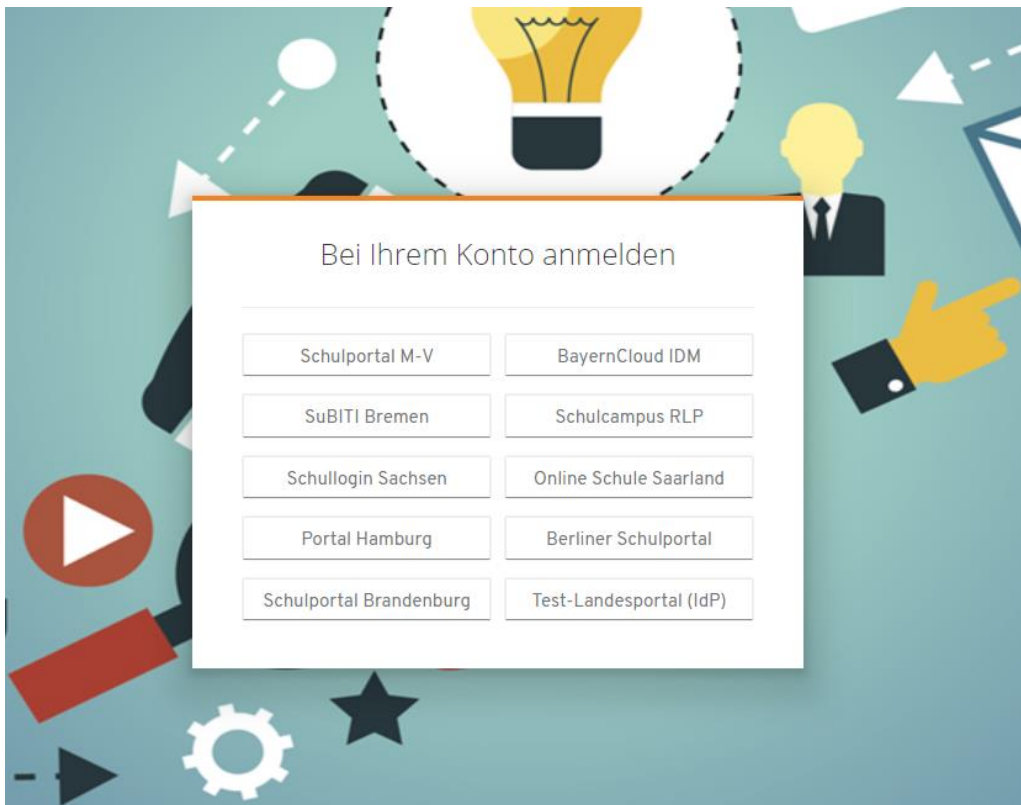 Bei Ihrem Konto anmelden
Schulportal M-V
BayernCloud IDM
SuBITI Bremen
Schulcampus RLP
Schullogin Sachsen
Online Schule Saarland
Portal Hamburg
Berliner Schulportal
Schulportal Brandenburg
Test-Landesportal (IdP)